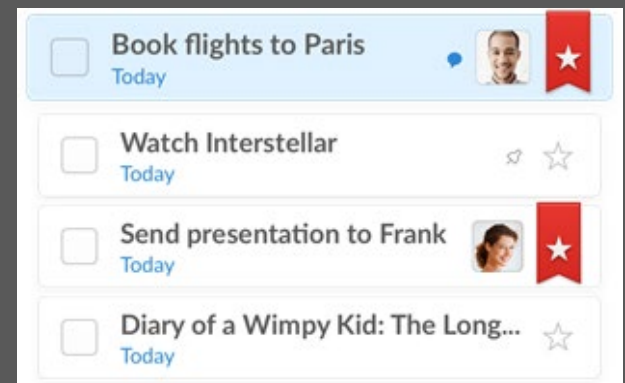 Book flights to Paris
Today
Watch Interstellar
Today
Send presentation to Frank
Today
Diary of a Wimpy Kid: The Long...
Today